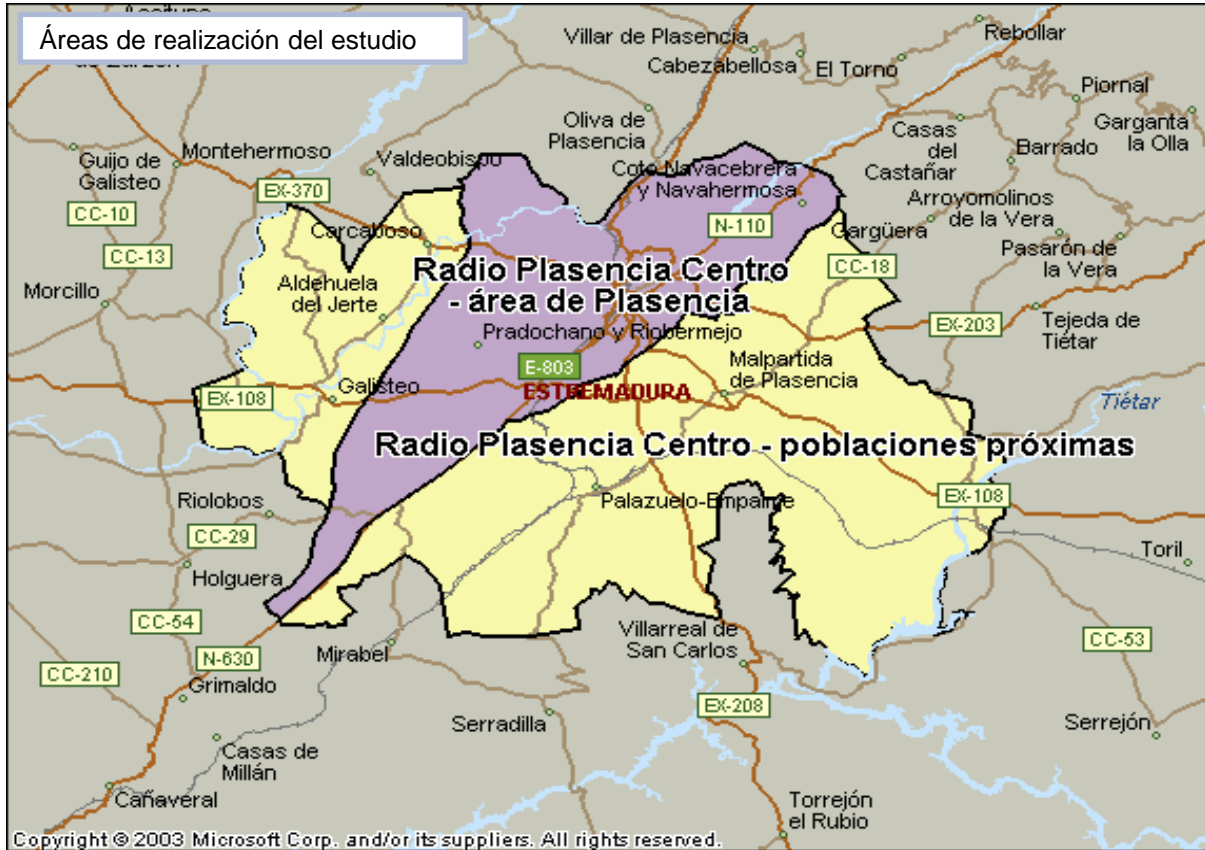 Aceituna
Áreas de realización del estudio
Villar de Plasencia
Rebollar
Cabezabellosa
El Torno
Piornal
Oliva de
Plasencia
Casas
del
Castañar
Garganta
la Olla
Guijo de
Galisteo
Montehermoso
Valdeobispo
Coto Navacebrera
y Navahermosa
Barrado
EX-370
Arroyomolinos
de la Vera
CC-10
N-110
Carcaboso
Gargüera
Pasarón de
la Vera
CC-13
Radio Plasencia Centro
- área de Plasencia
CC-18
Aldehuela
del Jerte
Morcillo
Pradochano y Riobermejo
EX-203
Tejeda de
Tiétar
E-803
Malpartida
de Plasencia
Galisteo
EX-108
ESTREMADURA
Tiétar
Radio Plasencia Centro - poblaciones próximas
Riolobos
Palazuelo-Empalme
EX-108
CC-29
Toril
Holguera
CC-54
Villarreal de
San Carlos
CC-53
Mirabel
N-630
CC-210
Grimaldo
EX-208
Serradilla
Serrejón
Casas de
Millán
Cañaveral
Torrejón
el Rubio
Copyright © 2003 Microsoft Corp. and/or its suppliers. All rights reserved.